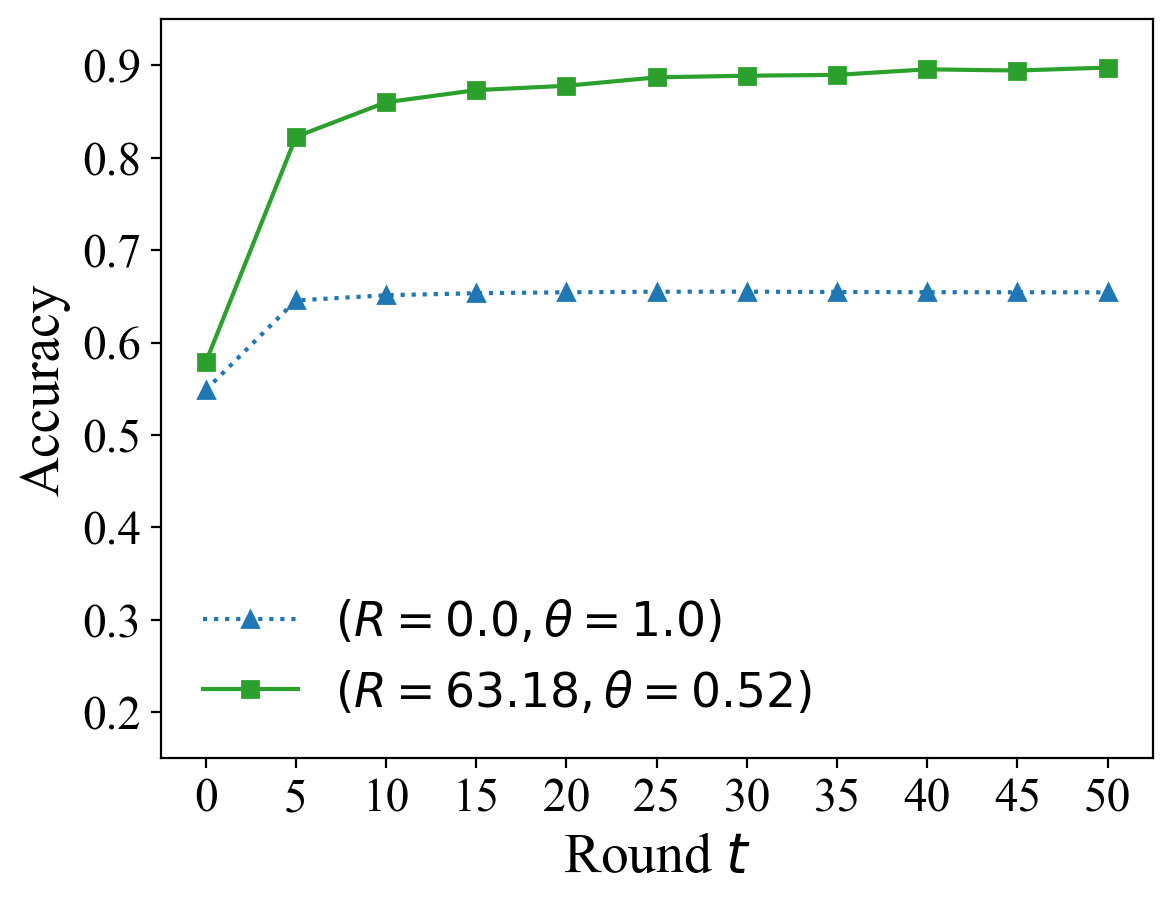 0.9
0.8
0.7
0.6
0.5
0.4
0.3
0.2
Accuracy
(R = 0.0, θ = 1.0)
(R = 63.18, θ = 0.52)
0 5 10 15 20 25 30 35 40 45 50
Round t